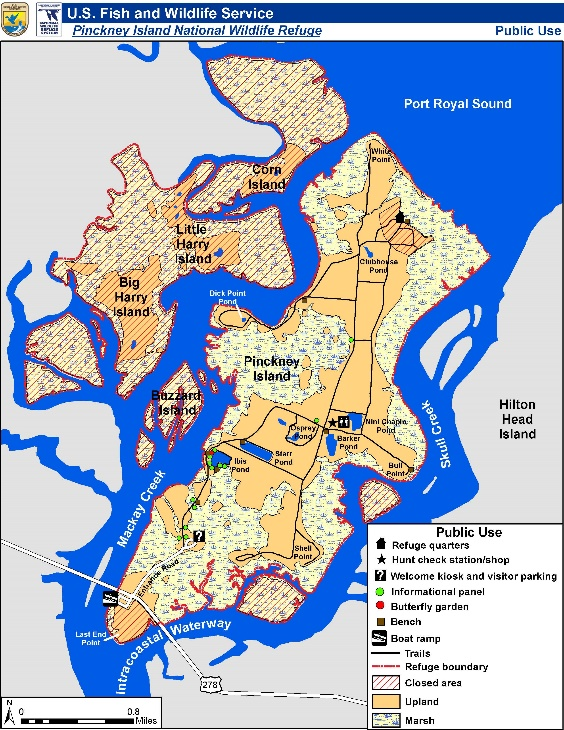 U.S. Fish and Wildlife Service
Pinckney Island National Wildlife Refuge
Public Use
Port Royal Sound
White
Point
Corn
Island
Little
Harry
Island
Clubhouse
Pond
Big
Harry
Island
Dick Point
Pond
Pinckney
Island
Buzzard
Island
Hilton
Head
Island
Skull Creek
Nini Chapin
Pond
Osprey
Pond
Barker
Pond
Starr
Pond
Ibis
Pond
Bull
Point
Mackay Creek
Shell
Point
Entrance Road
Last End
Point
Intracoastal Waterway
278
Public Use
Refuge quarters
Hunt check station/shop
? Welcome kiosk and visitor parking
Informational panel
Butterfly garden
Bench
Boat ramp
Trails
Refuge boundary
Closed area
Upland
Marsh
N
0 0.8
Miles